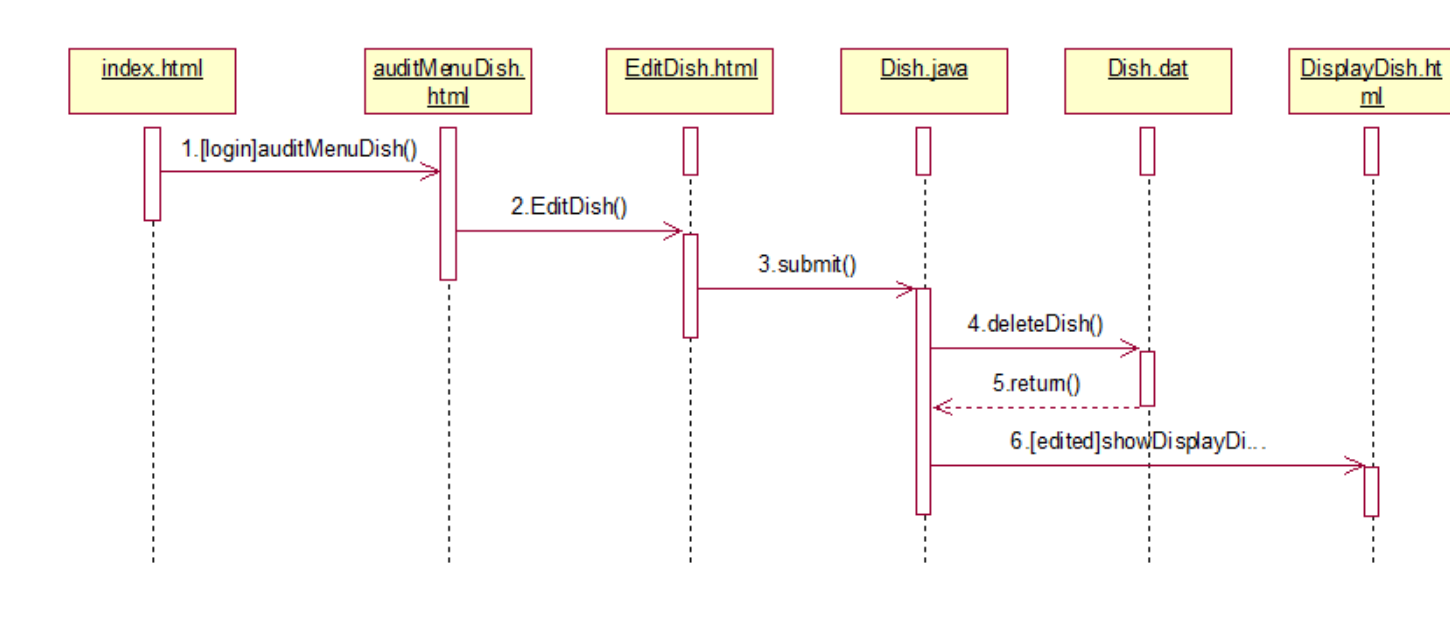 index.html
auditMenuDish.
html
EditDish.html
Dish.java
Dish.dat
DisplayDish.ht
ml
1.[login]auditMenuDish()
2.EditDish()
3.submit()
4.deleteDish()
5.return()
6.[edited]showDisplayDi...